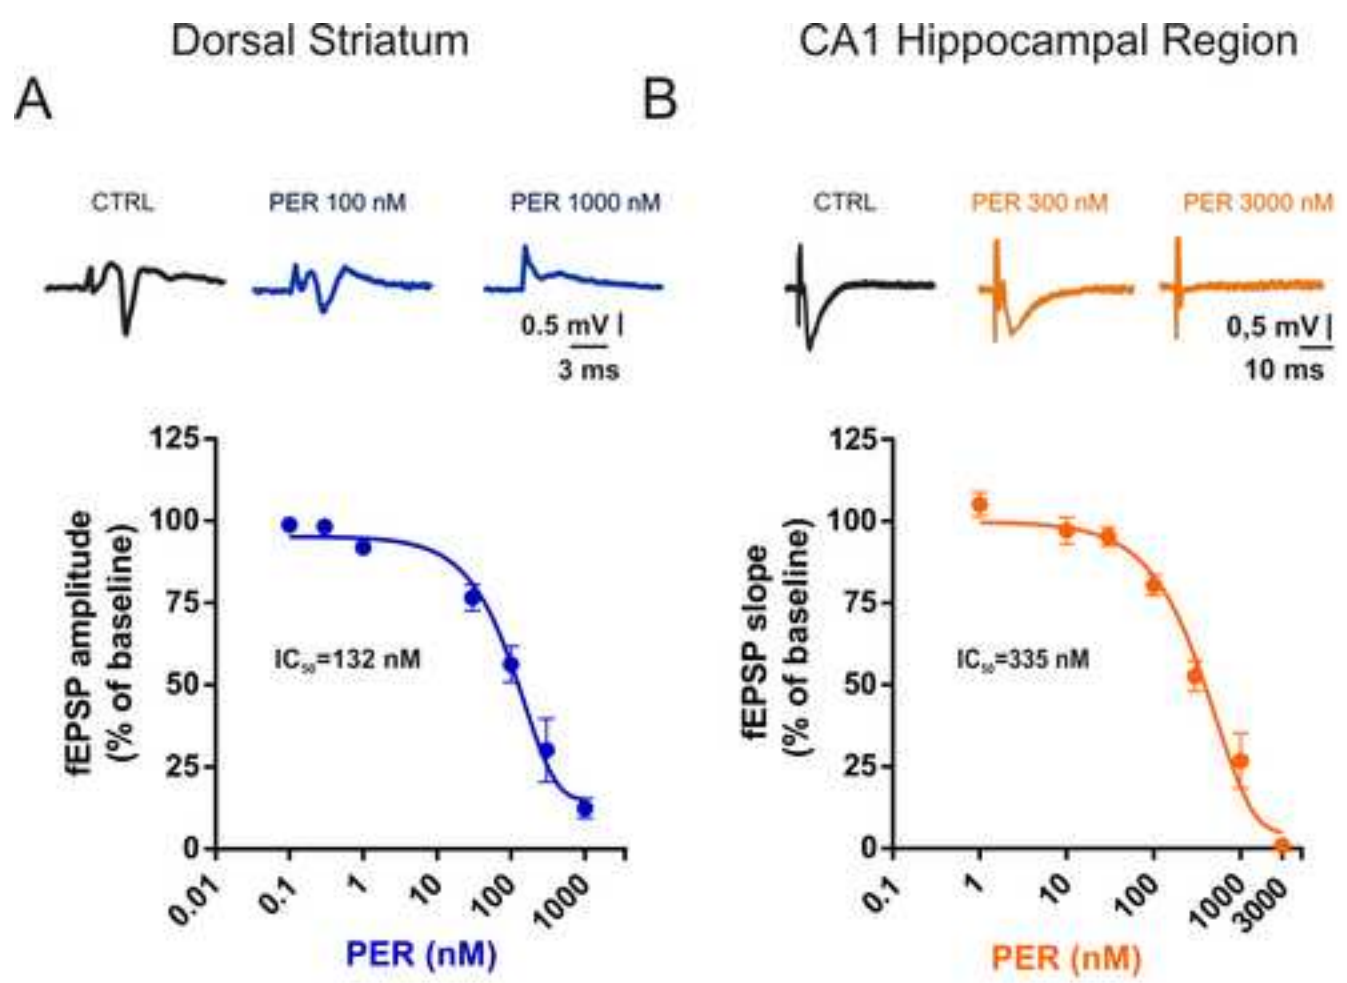 Dorsal Striatum
CA1 Hippocampal Region
A
B
CTRL
PER 100 nM
PER 1000 nM
0.5 mV
3 ms
CTRL
PER 300 nM
PER 3000 nM
0,5 mV
10 ms
fEPSP amplitude
(% of baseline)
125
100
75
50
25
0
IC₅₀=132 nM
0.01
0.1
1
10
100
1000
PER (nM)
fEPSP slope
(% of baseline)
125
100
75
50
25
0
IC₅₀=335 nM
0.1
1
10
100
1000
3000
PER (nM)